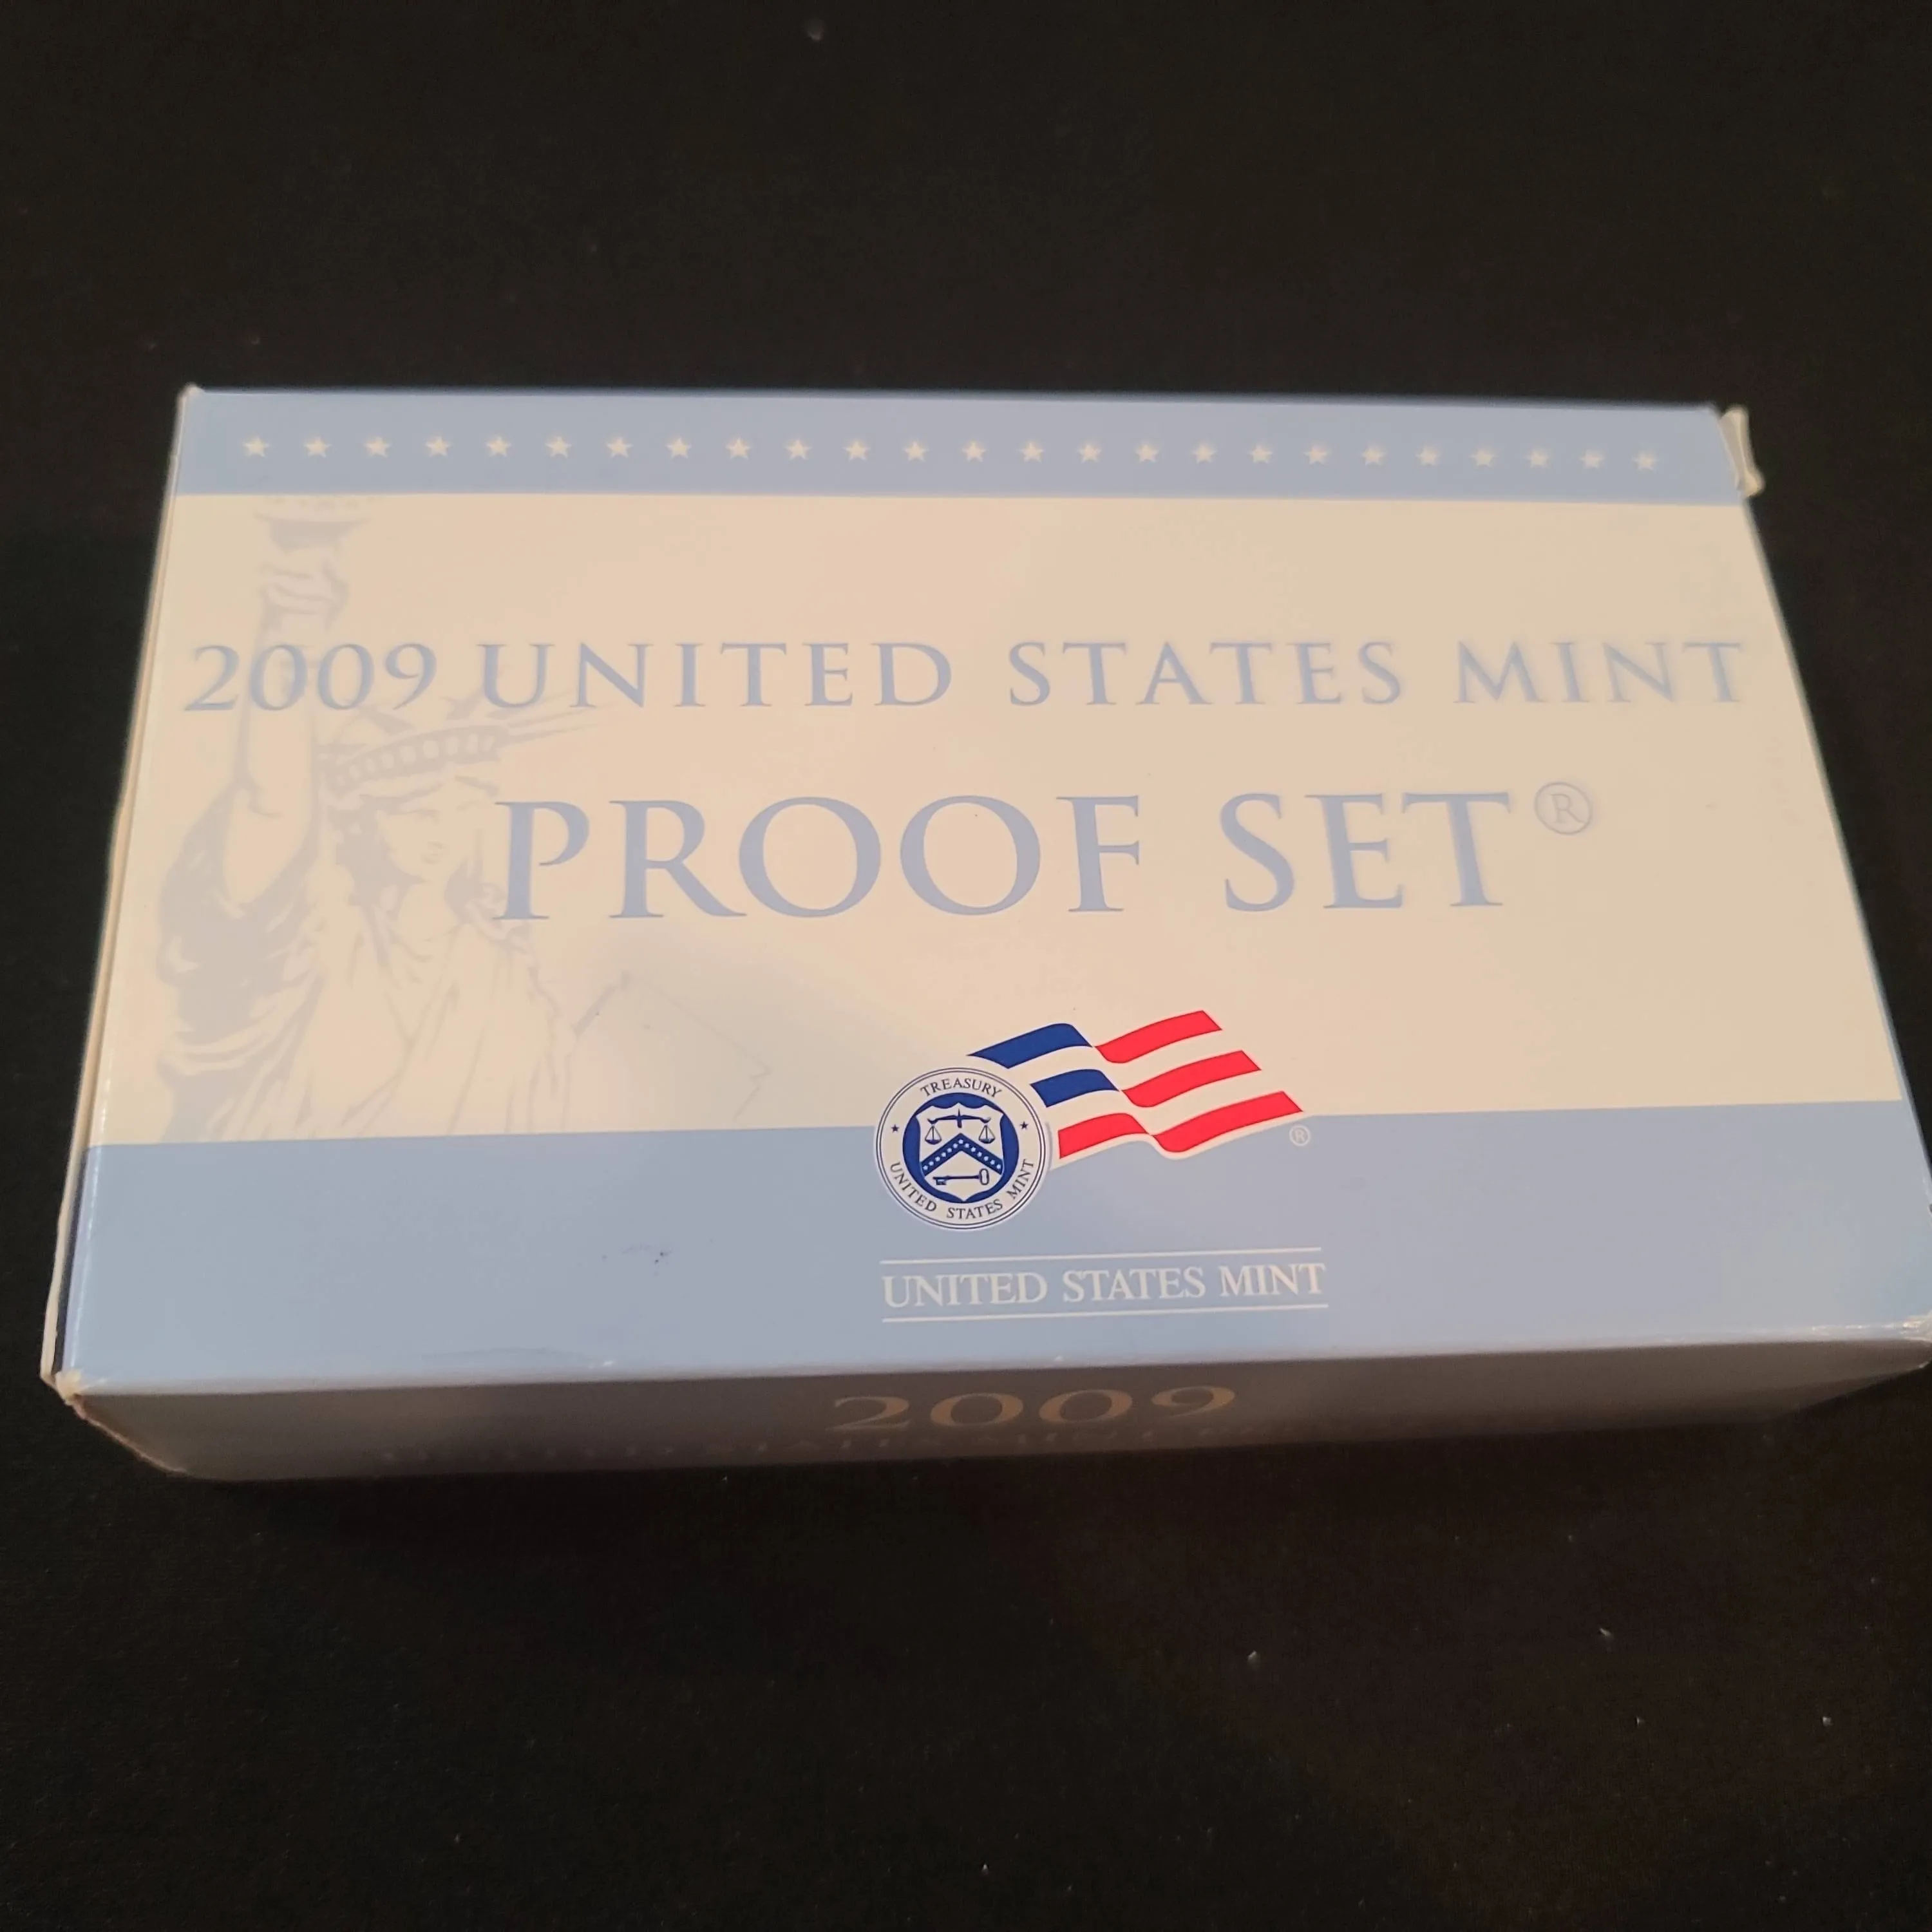 2009 UNITED STATES MINT
PROOF SET®
TREASURY
UNITED STATES MINT
®
UNITED STATES MINT
2009